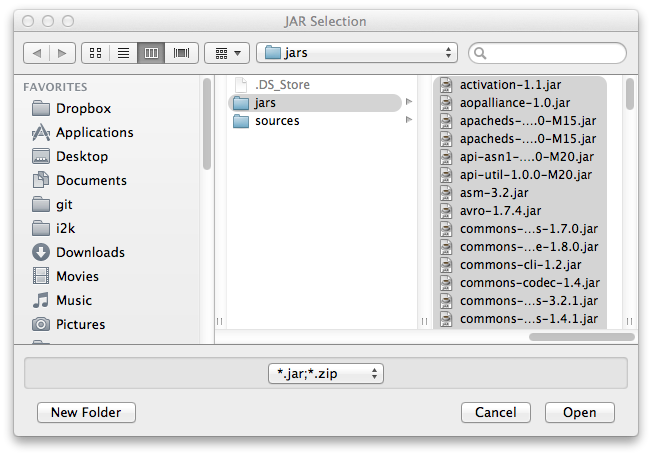 JAR Selection
jars
FAVORITES
Dropbox
Applications
Desktop
Documents
git
i2k
Downloads
Movies
Music
Pictures
.DS_Store
jars
sources
activation-1.1.jar
aopalliance-1.0.jar
apacheds-....0-M15.jar
apacheds-....0-M15.jar
api-asn1-...0-M20.jar
api-util-1.0.0-M20.jar
asm-3.2.jar
avro-1.7.4.jar
commons-...s-1.7.0.jar
commons-...e-1.8.0.jar
commons-cli-1.2.jar
commons-codec-1.4.jar
commons-...s-3.2.1.jar
commons-...s-1.4.1.jar
*.jar;*.zip
New Folder
Cancel
Open